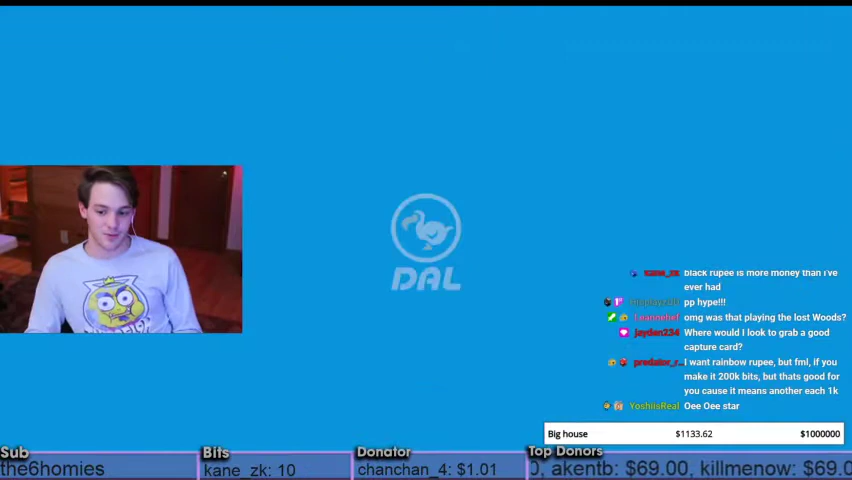 DAL
kane_zk black rupee is more money than i've
ever had
pp hype!!!
Leannebel omg was that playing the lost Woods?
jayden234 Where would I look to grab a good
capture card?
predator_r... I want rainbow rupee, but fml, if you
make it 200k bits, but thats good for
you cause it means another each 1k
YoshiisReal Oee Oee star
Big house $1133.62 $1000000
Sub Bits Donator Top Donors
the6homies kane_zk: 10 chanchan_4: $1.01 0, akentb: $69.00, killmenow: $69.0